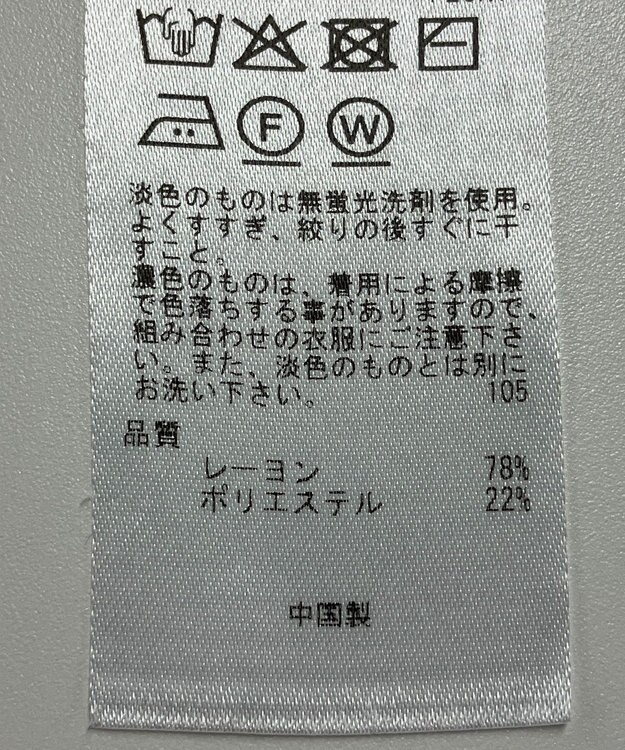 F W
淡色のものは無蛍光洗剤を使用。
よくすすぎ、絞りの後すぐに干
すこと。
濃色のものは、着用による摩擦
で色落ちする事がありますので、
組み合わせの衣服にご注意下さ
い。また、淡色のものとは別に
お洗い下さい。 105
品質
レーヨン 78%
ポリエステル 22%
中国製